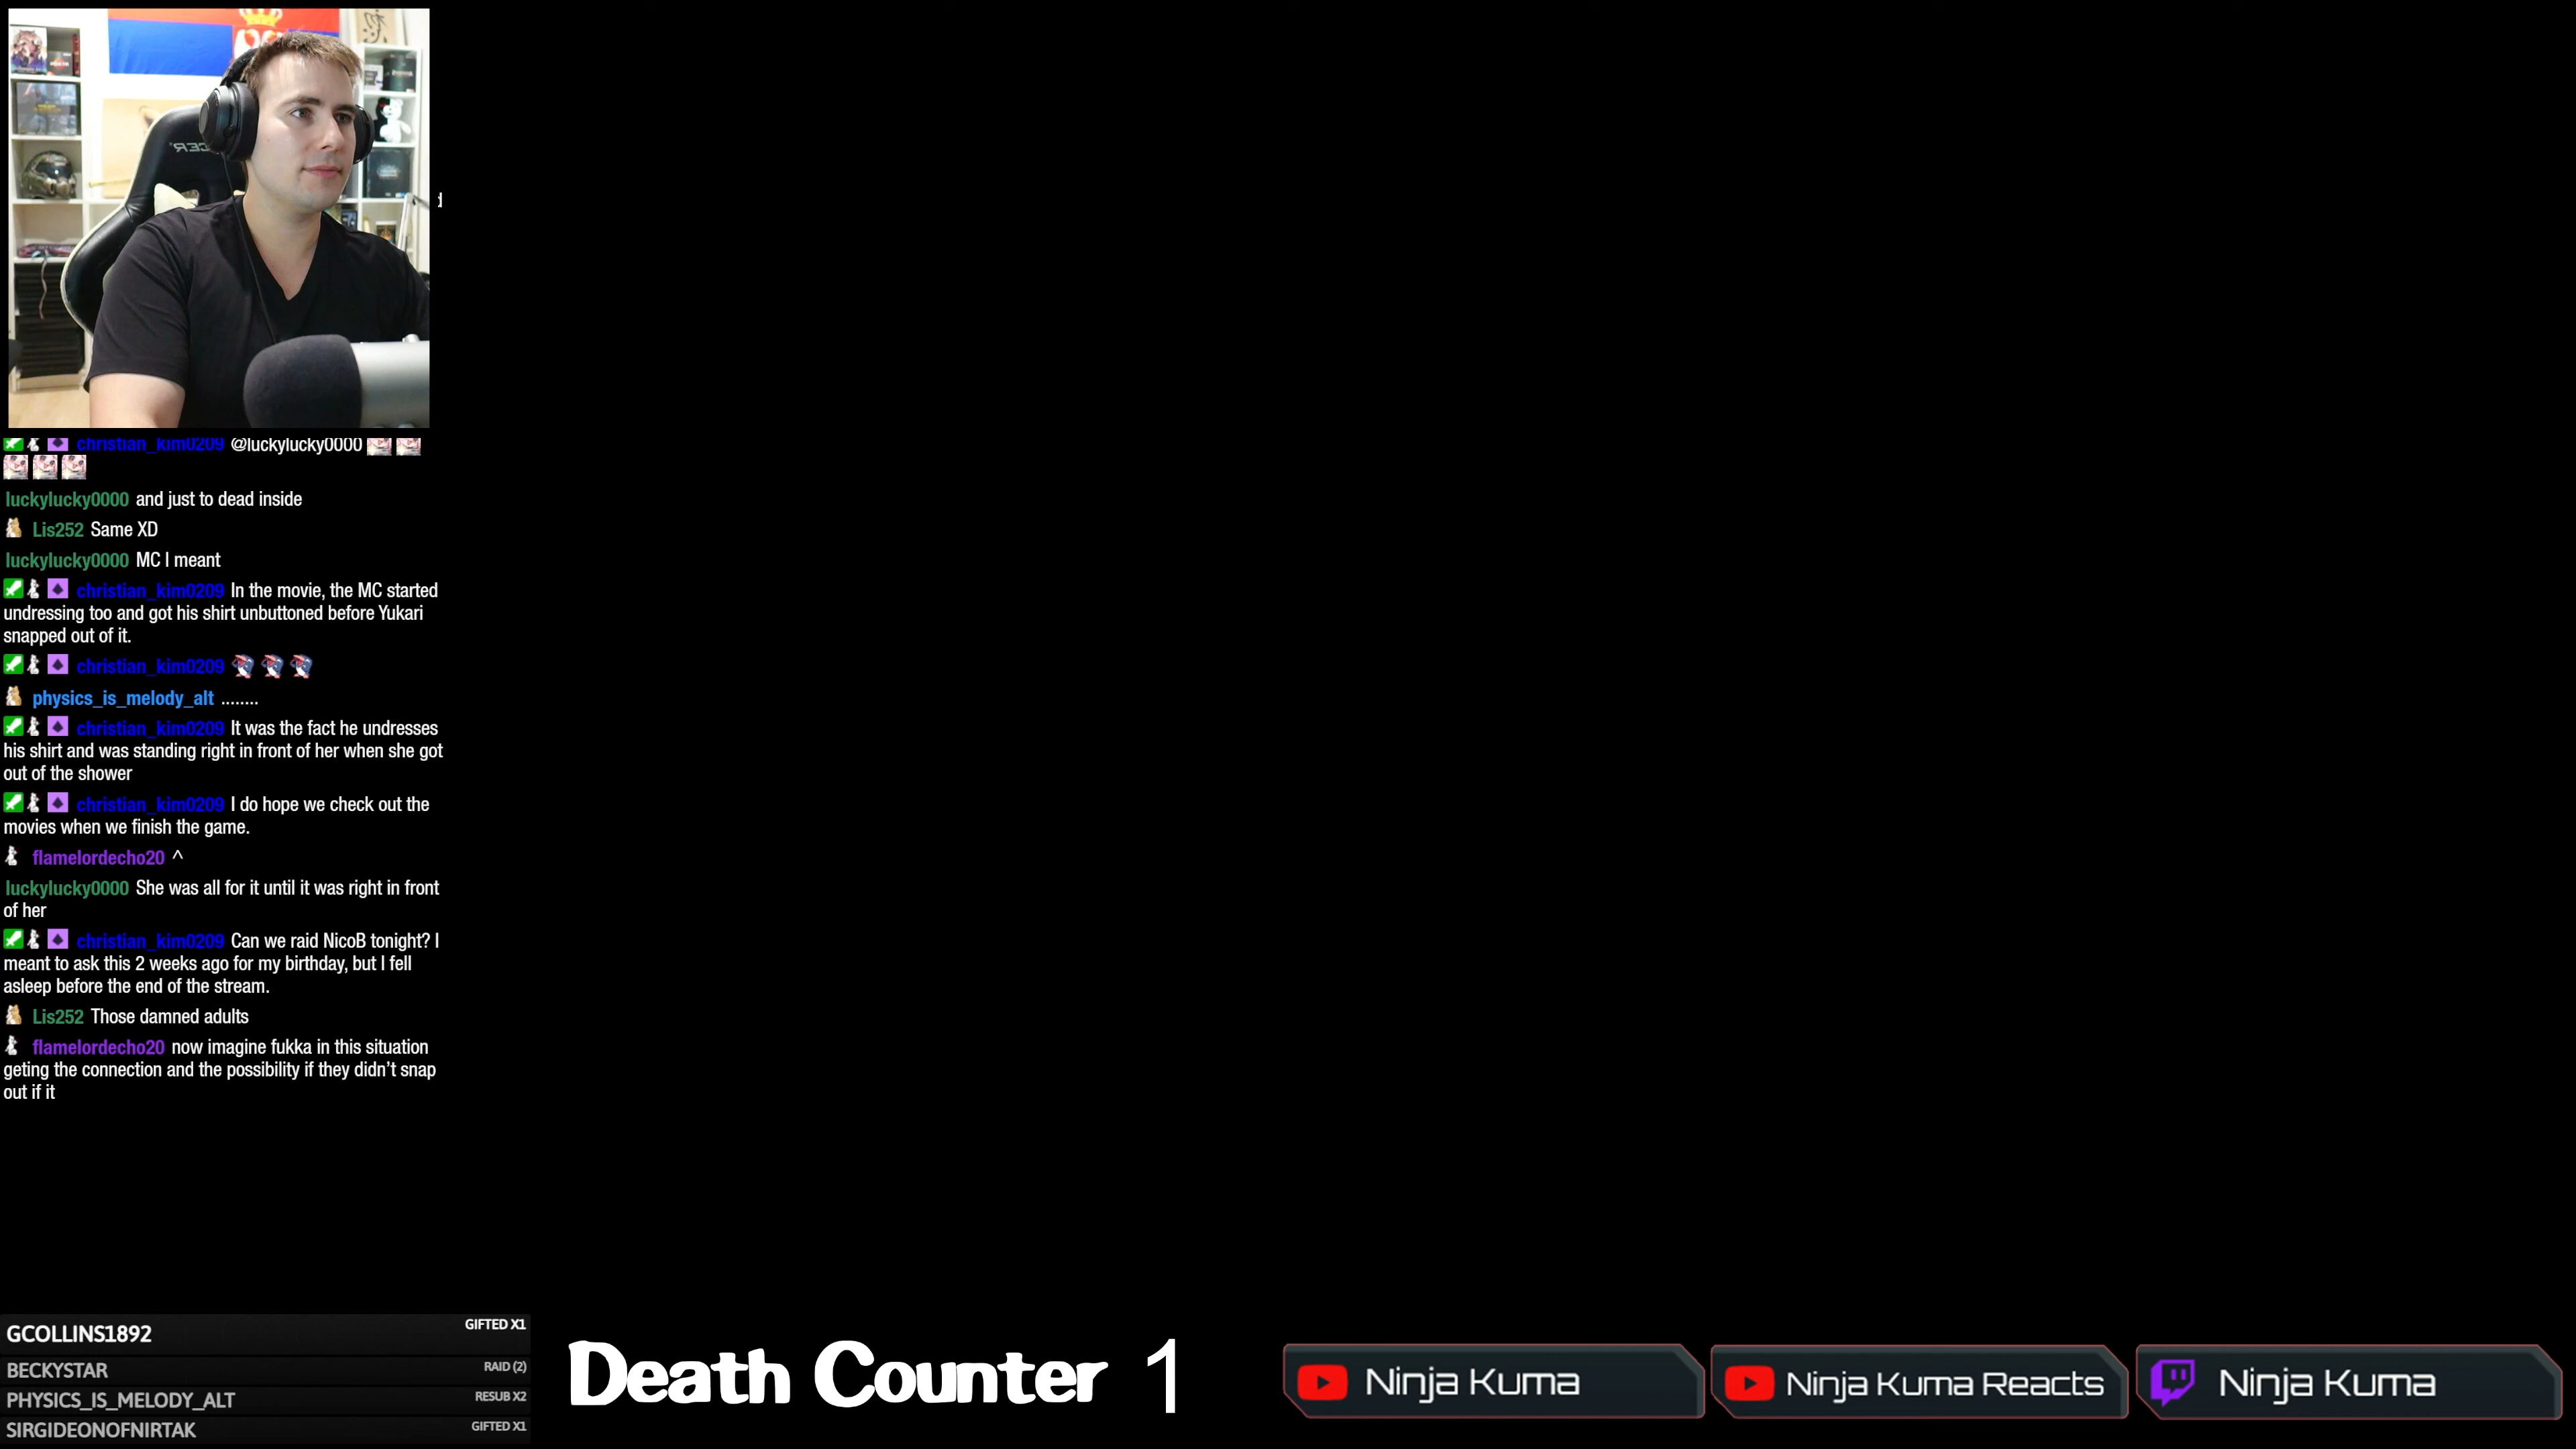 christian_kim0209 @luckylucky0000
luckylucky0000 and just to dead inside
Lis252 Same XD
luckylucky0000 MC I meant
christian_kim0209 In the movie, the MC started
undressing too and got his shirt unbuttoned before Yukari
snapped out of it.
christian_kim0209
physics_is_melody_alt ........
christian_kim0209 It was the fact he undresses
his shirt and was standing right in front of her when she got
out of the shower
christian_kim0209 I do hope we check out the
movies when we finish the game.
flamelordecho20 ^
luckylucky0000 She was all for it until it was right in front
of her
christian_kim0209 Can we raid NicoB tonight? I
meant to ask this 2 weeks ago for my birthday, but I fell
asleep before the end of the stream.
Lis252 Those damned adults
flamelordecho20 now imagine fukka in this situation
geting the connection and the possibility if they didn't snap
out if it
GCOLLINS1892 GIFTED X1
BECKYSTAR RAID (2)
PHYSICS_IS_MELODY_ALT RESUB X2
SIRGIDEONOFNIRTAK GIFTED X1
Death Counter 1
Ninja Kuma
Ninja Kuma Reacts
Ninja Kuma